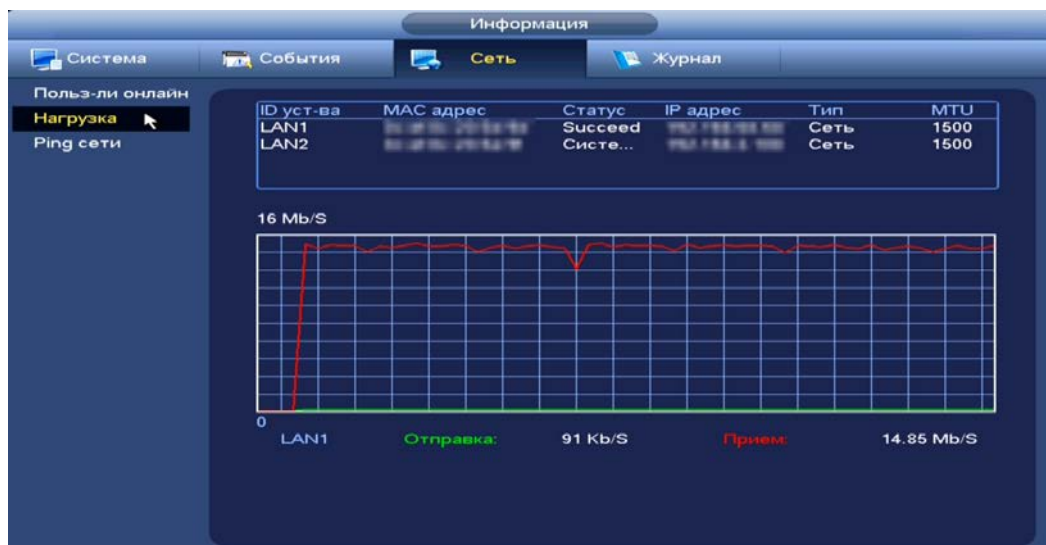 Информация
Система События Сеть Журнал
Польз-ли онлайн
Нагрузка
Ping сети
ID уст-ва MAC адрес Статус IP адрес Тип MTU
LAN1 Succeed Сеть 1500
LAN2 Систе... Сеть 1500
16 Mb/S
0
LAN1 Отправка: 91 Kb/S Прием: 14.85 Mb/S